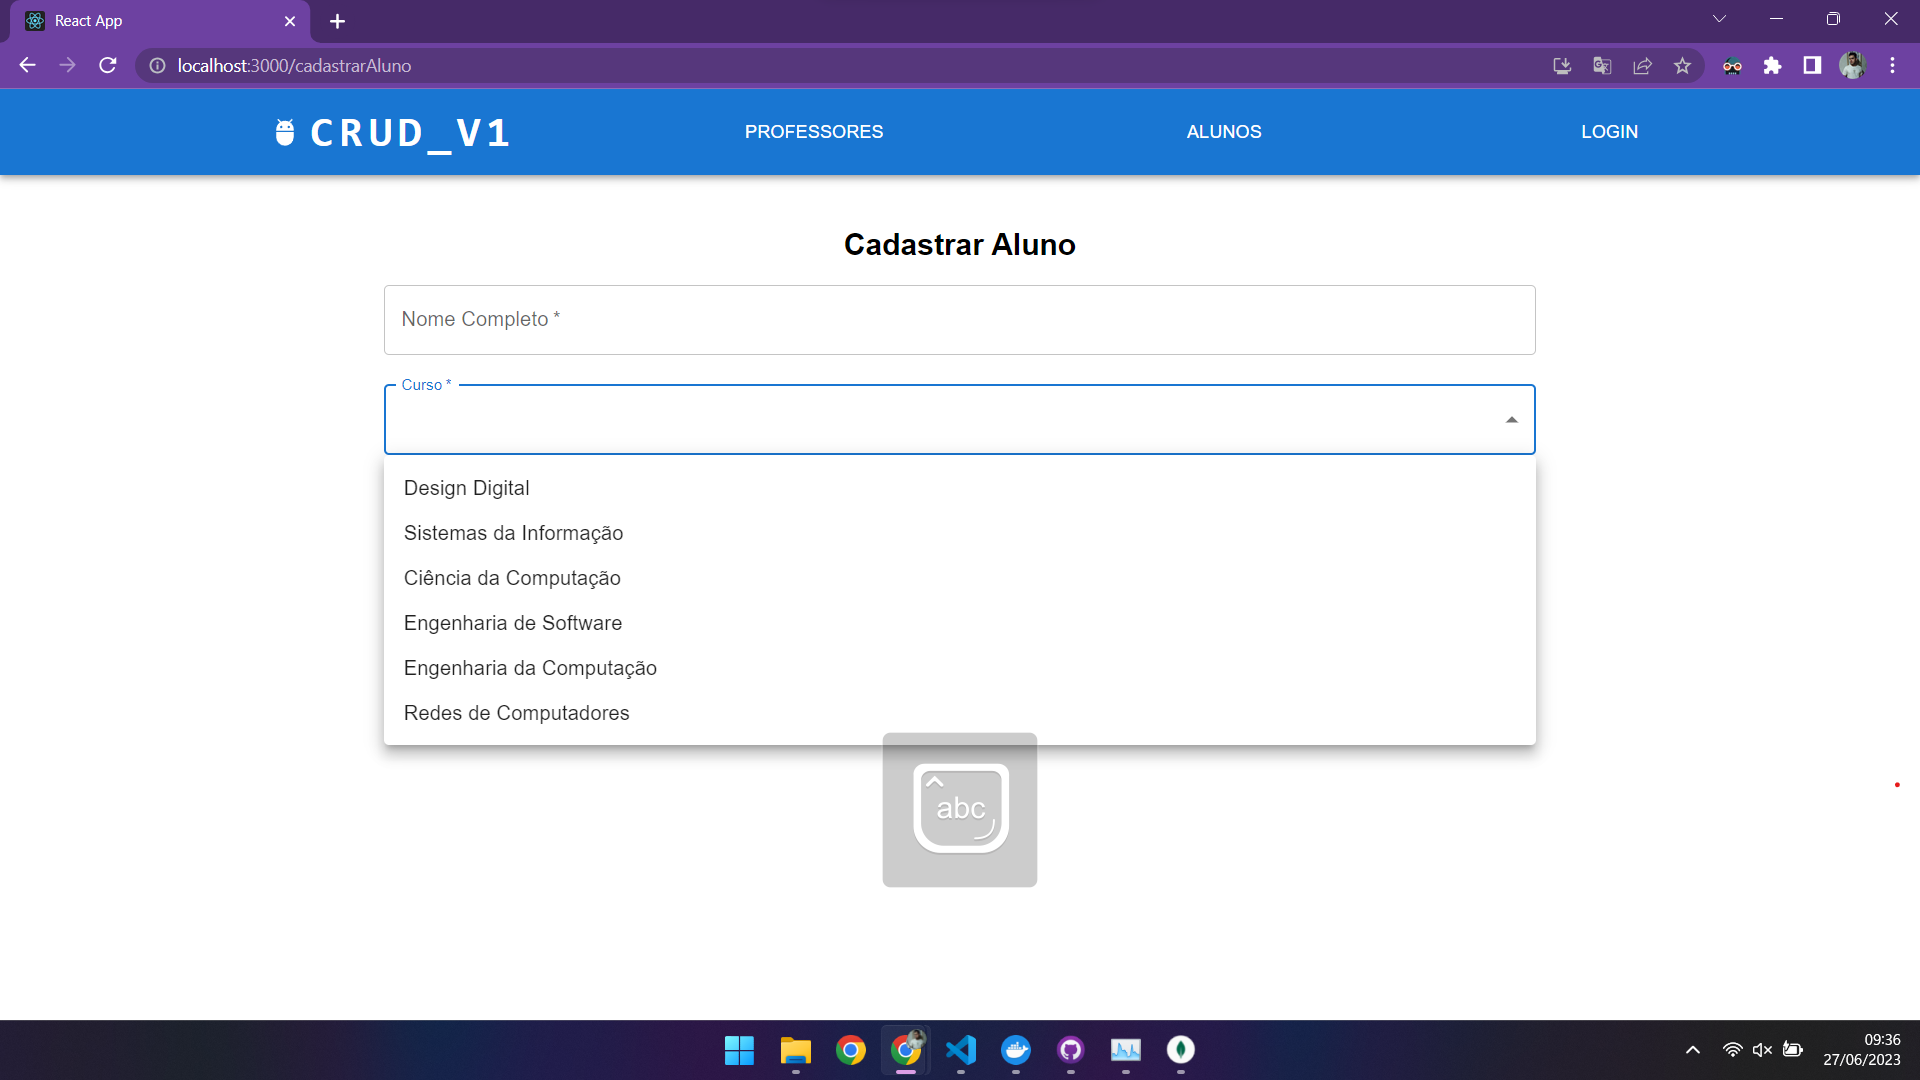 React App
localhost:3000/cadastrarAluno
CRUD_V1
PROFESSORES
ALUNOS
LOGIN
Cadastrar Aluno
Nome Completo *
Curso *
Design Digital
Sistemas da Informação
Ciência da Computação
Engenharia de Software
Engenharia da Computação
Redes de Computadores
abc
09:36
27/06/2023